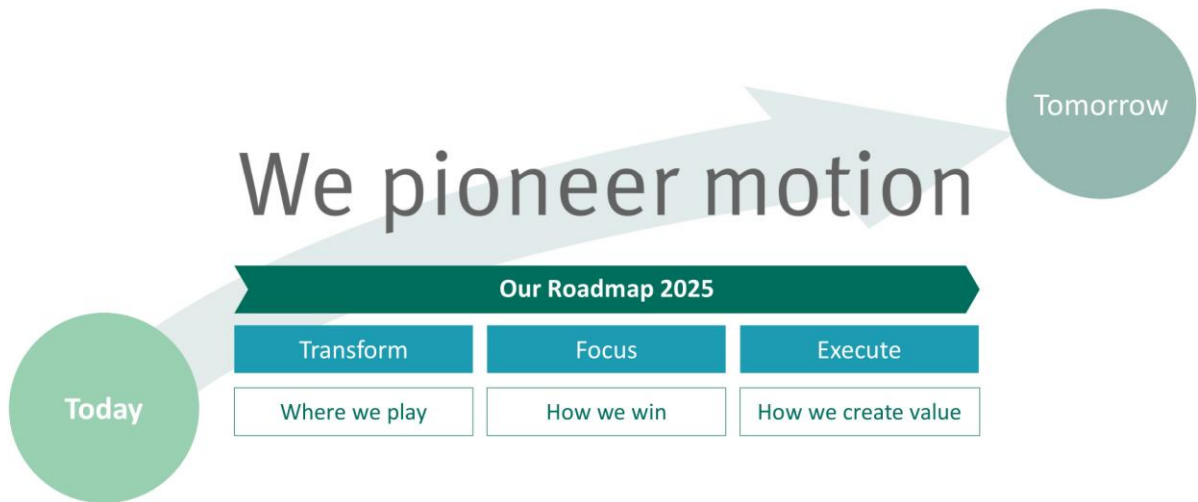 Tomorrow
We pioneer motion
Our Roadmap 2025
Transform Focus Execute
Today
Where we play How we win How we create value